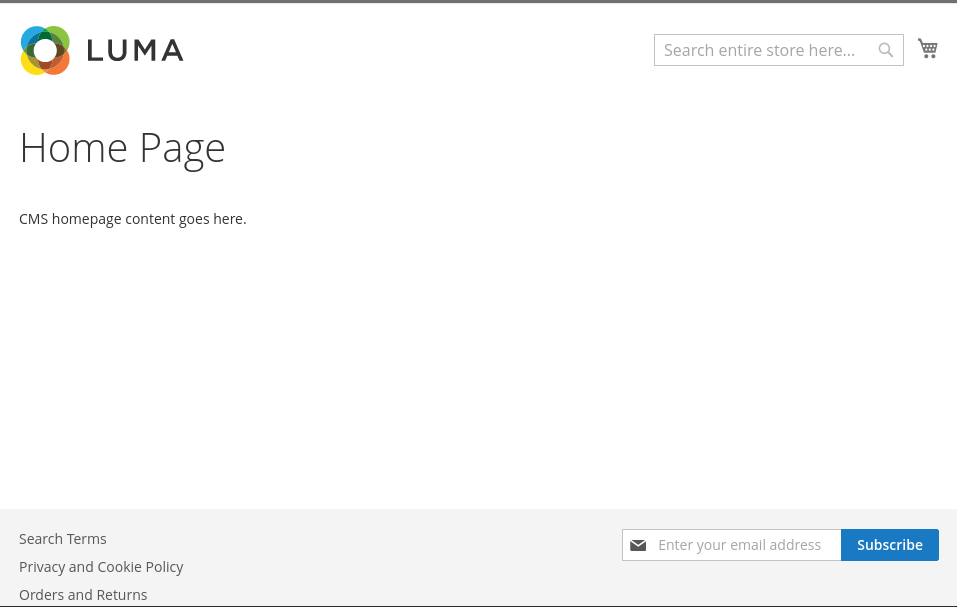 LUMA
Search entire store here...
Home Page
CMS homepage content goes here.
Search Terms
Enter your email address
Subscribe
Privacy and Cookie Policy
Orders and Returns